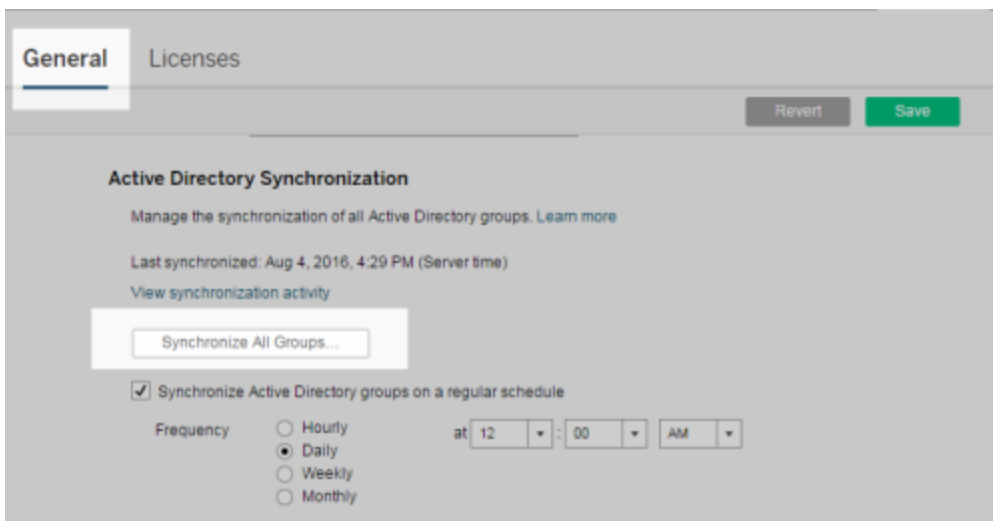 General Licenses
Revert Save
Active Directory Synchronization
Manage the synchronization of all Active Directory groups. Learn more
Last synchronized: Aug 4, 2016, 4:29 PM (Server time)
View synchronization activity
Synchronize All Groups...
Synchronize Active Directory groups on a regular schedule
Frequency Hourly at 12 : 00 AM
Daily
Weekly
Monthly